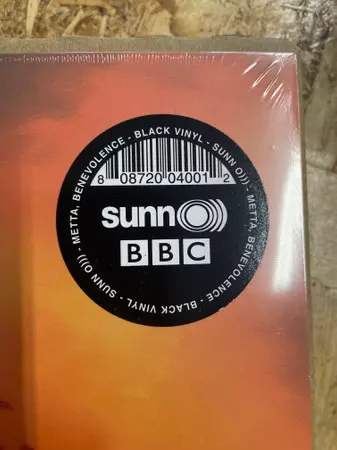 METTA, BENEVOLENCE - BLACK VINYL - SUNN O))) - METTA, BENEVOLENCE - BLACK VINYL - SUNN O))) -
8 08720 04001 2
sunn O)))
BBC